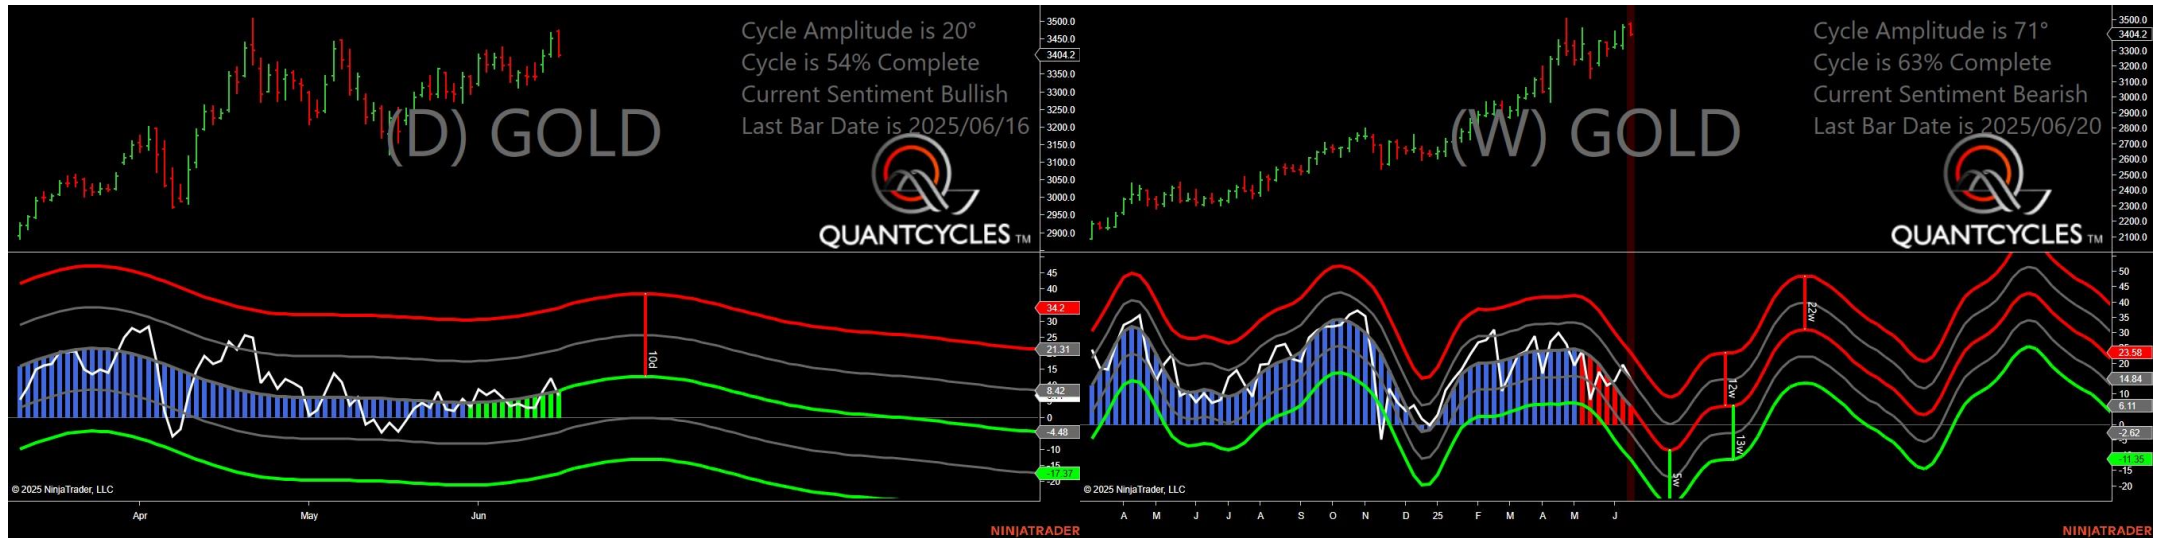 Cycle Amplitude is 20°
Cycle is 54% Complete
Current Sentiment Bullish
Last Bar Date is 2025/06/16
(D) GOLD
QUANTCYCLES TM
3500.0
3450.0
3404.2
3350.0
3300.0
3250.0
3200.0
3150.0
3100.0
3050.0
3000.0
2950.0
2900.0
45
40
34.2
30
21.31
15
8.42
0
-4.48
-10
-15
-17.37
-20
10d
© 2025 NinjaTrader, LLC
Apr May Jun
NINJATRADER
Cycle Amplitude is 71°
Cycle is 63% Complete
Current Sentiment Bearish
Last Bar Date is 2025/06/20
(W) GOLD
QUANTCYCLES TM
3500.0
3404.2
3300.0
3200.0
3100.0
3000.0
2900.0
2800.0
2700.0
2600.0
2500.0
2400.0
2300.0
2200.0
2100.0
50
45
40
35
30
23.58
20
14.84
10
6.11
-2.62
-11.35
-15
-20
22w
12w
13w
5w
© 2025 NinjaTrader, LLC
A M J J A S O N D 25 F M A M J
NINJATRADER